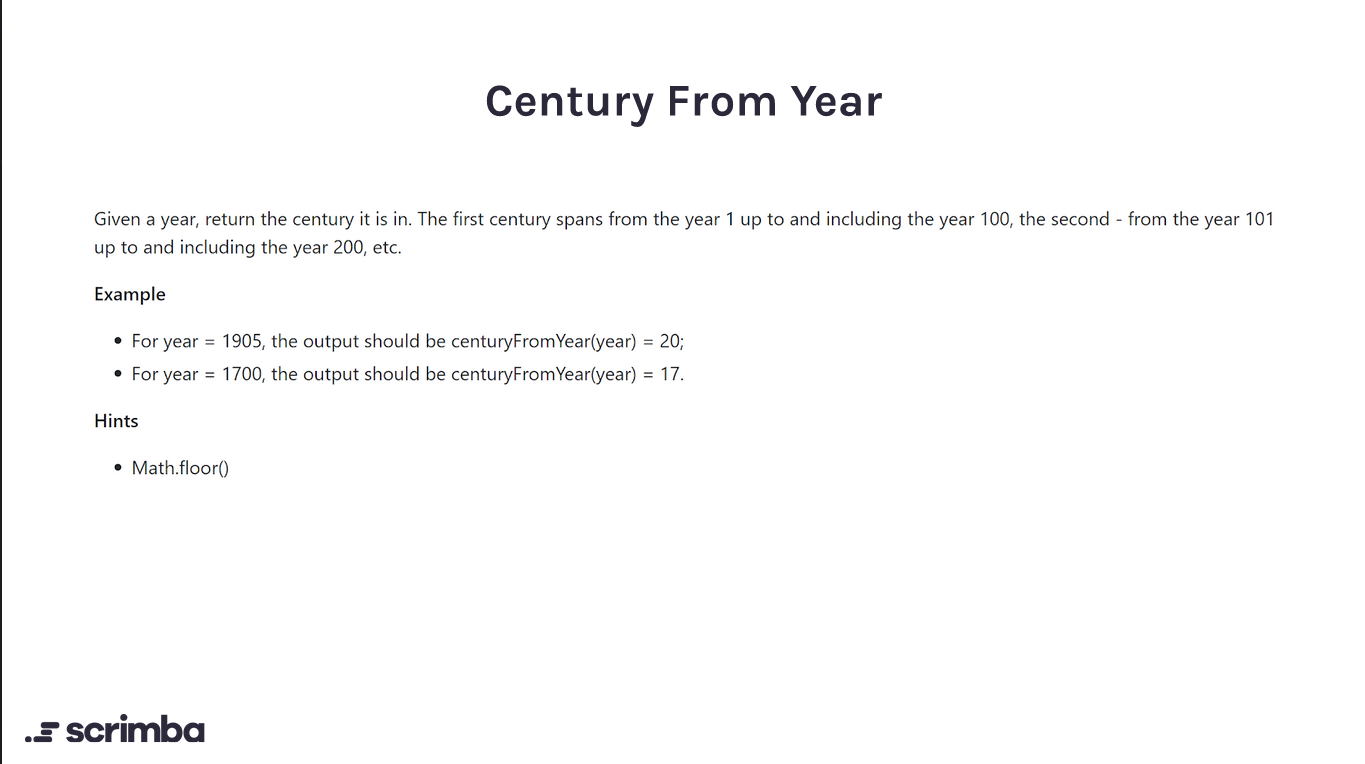 Century From Year
Given a year, return the century it is in. The first century spans from the year 1 up to and including the year 100, the second - from the year 101
up to and including the year 200, etc.
Example
• For year = 1905, the output should be centuryFromYear(year) = 20;
• For year = 1700, the output should be centuryFromYear(year) = 17.
Hints
• Math.floor()
scrimba